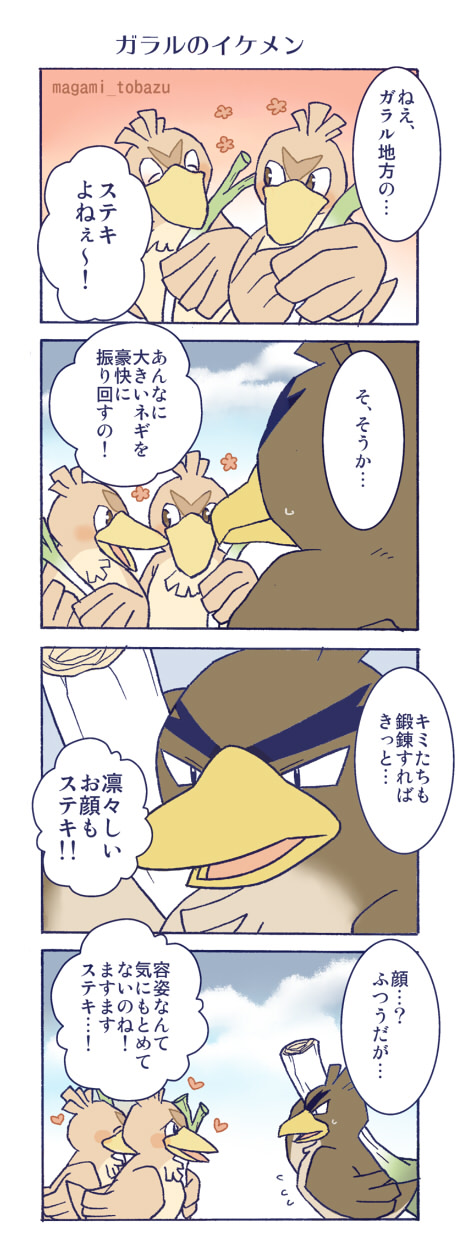 ガラルのイケメン
magami_tobazu
ねえ、
ガラル地方の…
ステキ
よねぇ～！
そ、そうか…
あんなに
大きいネギを
豪快に
振り回すの！
キミたちも
鍛錬すれば
きっと…
凛々しい
お顔も
ステキ!!
顔…？
ふつうだが…
容姿なんて
気にもとめて
ないのね！
ますます
ステキ…！